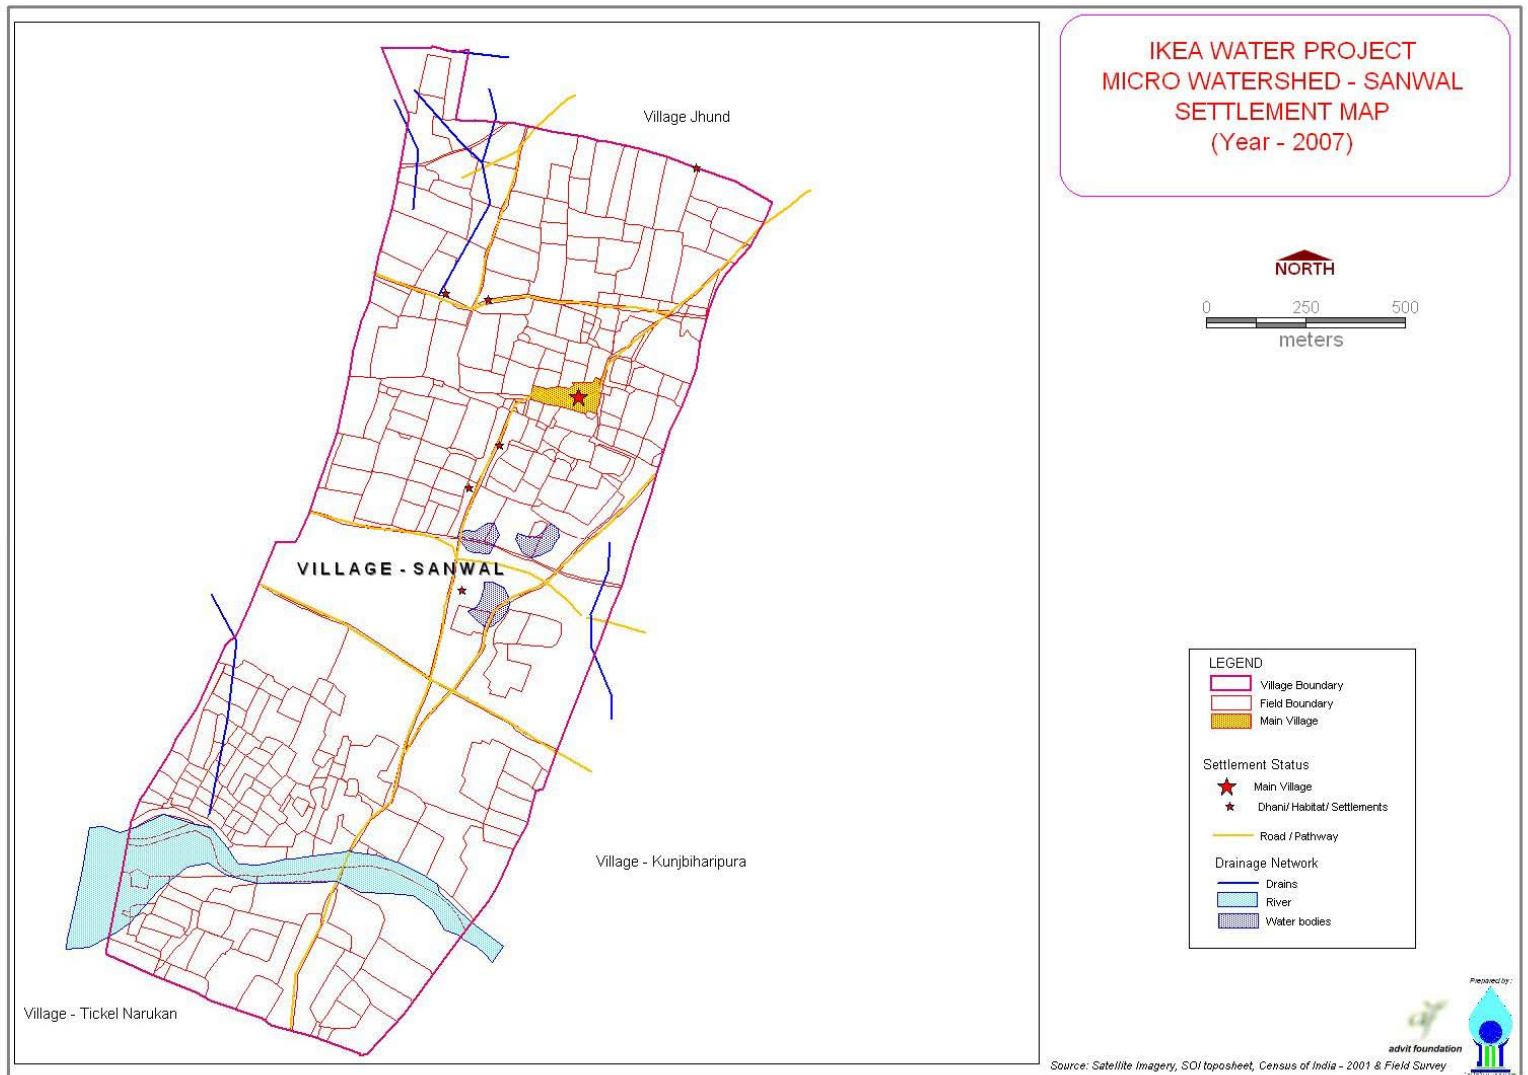 IKEA WATER PROJECT
MICRO WATERSHED - SANWAL
SETTLEMENT MAP
(Year - 2007)
Village Jhund
NORTH
0 250 500
meters
VILLAGE - SANWAL
LEGEND
Village Boundary
Field Boundary
Main Village
Settlement Status
Main Village
Dhani/ Habitat/ Settlements
Road / Pathway
Drainage Network
Drains
River
Water bodies
Village - Kunjbiharipura
Village - Tickel Narukan
Prepared by :
advit foundation
Source: Satellite Imagery, SOI toposheet, Census of India - 2001 & Field Survey